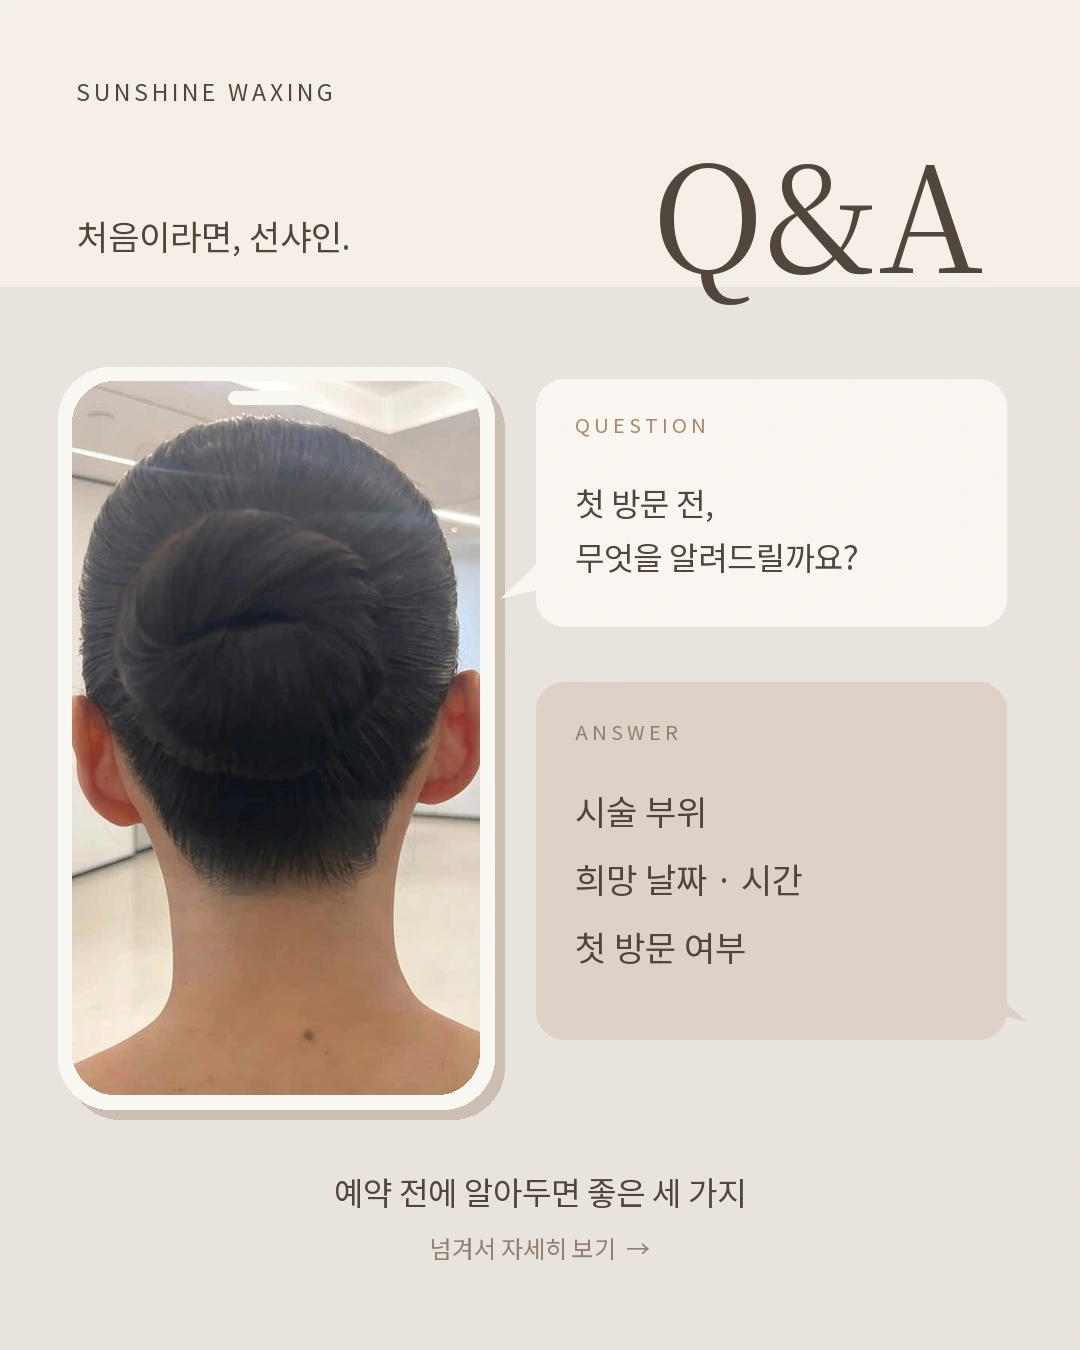 SUNSHINE WAXING
처음이라면, 선샤인.
Q&A
QUESTION
첫 방문 전,
무엇을 알려드릴까요?
ANSWER
시술 부위
희망 날짜 · 시간
첫 방문 여부
예약 전에 알아두면 좋은 세 가지
넘겨서 자세히 보기 →